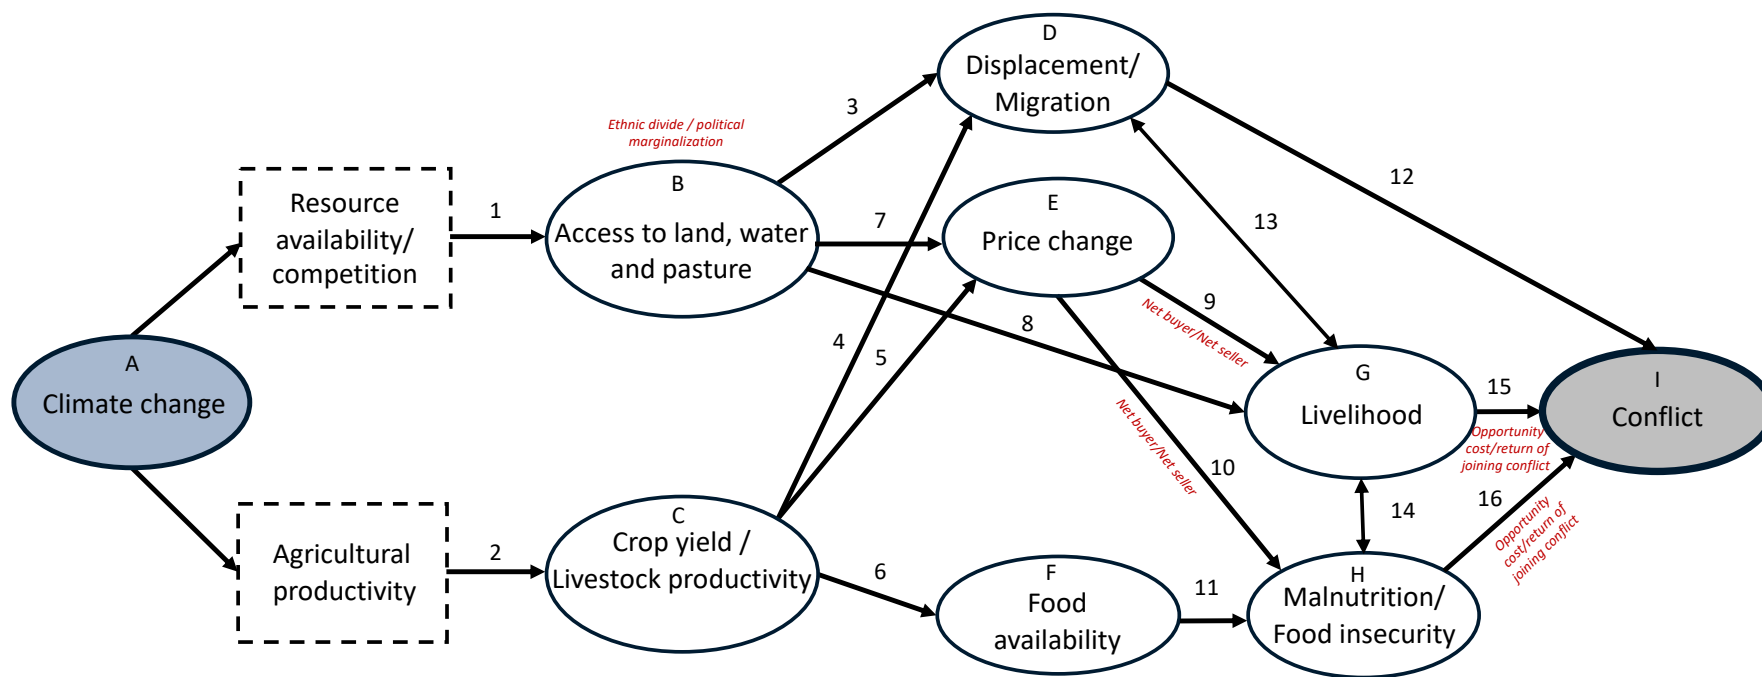 D
Displacement/
Migration
3
Ethnic divide / political
marginalization
12
B
Access to land, water
and pasture
Resource
availability/
competition
1
7
E
Price change
13
9
Net buyer/Net seller
8
4
5
A
Climate change
G
Livelihood
15
I
Conflict
Opportunity
cost/return of
joining conflict
Net buyer/Net seller
10
16
Opportunity
cost/return of
joining conflict
14
C
Crop yield /
Livestock productivity
Agricultural
productivity
2
6
F
Food
availability
11
H
Malnutrition/
Food insecurity